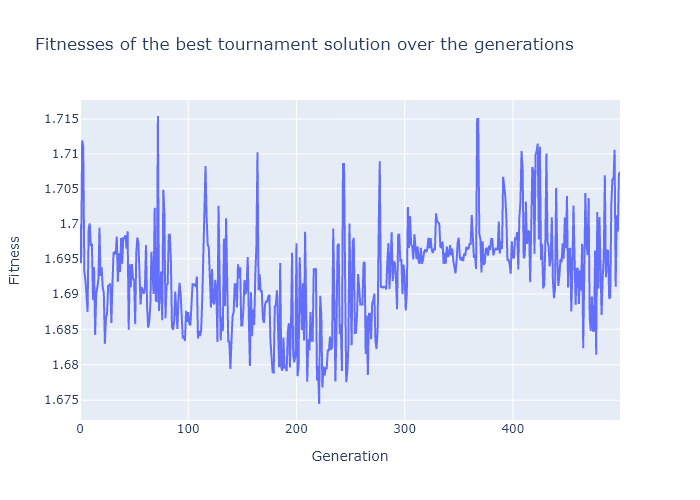 Fitnesses of the best tournament solution over the generations
1.715
1.71
1.705
1.7
1.695
1.69
1.685
1.68
1.675
Fitness
0 100 200 300 400
Generation